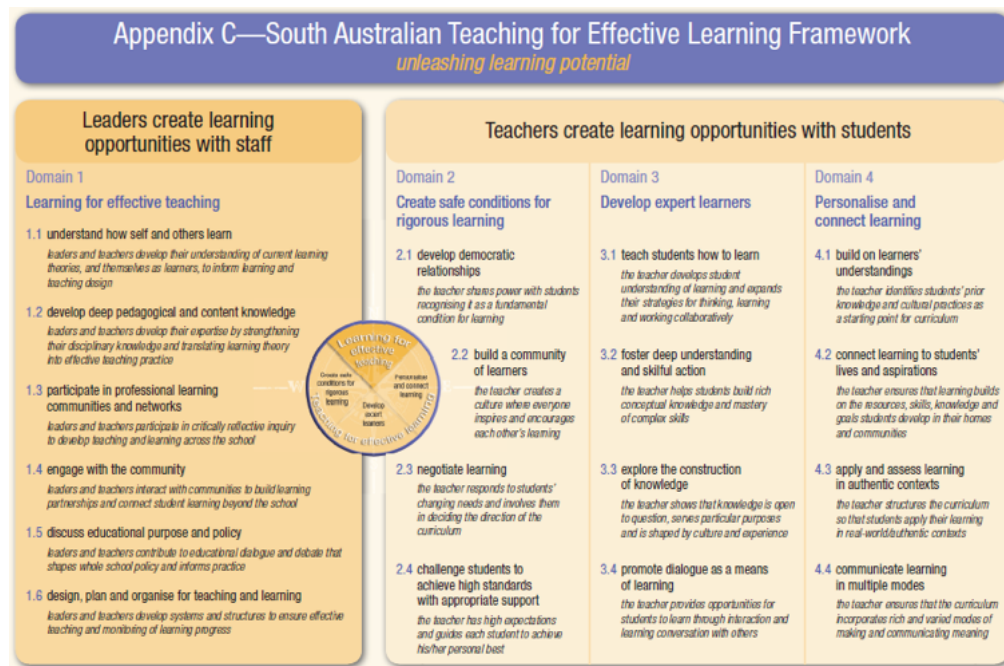 Appendix C—South Australian Teaching for Effective Learning Framework
unleashing learning potential
Leaders create learning
opportunities with staff
Domain 1
Learning for effective teaching
1.1 understand how self and others learn
leaders and teachers develop their understanding of current learning
theories, and themselves as learners, to inform learning and
teaching design
1.2 develop deep pedagogical and content knowledge
leaders and teachers develop their expertise by strengthening
their disciplinary knowledge and translating learning theory
into effective teaching practice
1.3 participate in professional learning
communities and networks
leaders and teachers participate in critically reflective inquiry
to develop teaching and learning across the school
1.4 engage with the community
leaders and teachers interact with communities to build learning
partnerships and connect student learning beyond the school
1.5 discuss educational purpose and policy
leaders and teachers contribute to educational dialogue and debate that
shapes whole school policy and informs practice
1.6 design, plan and organise for teaching and learning
leaders and teachers develop systems and structures to ensure effective
teaching and monitoring of learning progress
Learning for
effective
teaching
Create safe
conditions for
rigorous
learning
Personalise
and connect
learning
Develop
expert
learners
Teaching for effective learning
Teachers create learning opportunities with students
Domain 2
Create safe conditions for
rigorous learning
2.1 develop democratic
relationships
the teacher shares power with students
recognising it as a fundamental
condition for learning
2.2 build a community
of learners
the teacher creates a
culture where everyone
inspires and encourages
each other's learning
2.3 negotiate learning
the teacher responds to students'
changing needs and involves them
in deciding the direction of the
curriculum
2.4 challenge students to
achieve high standards
with appropriate support
the teacher has high expectations
and guides each student to achieve
his/her personal best
Domain 3
Develop expert learners
3.1 teach students how to learn
the teacher develops student
understanding of learning and expands
their strategies for thinking, learning
and working collaboratively
3.2 foster deep understanding
and skilful action
the teacher helps students build rich
conceptual knowledge and mastery
of complex skills
3.3 explore the construction
of knowledge
the teacher shows that knowledge is open
to question, serves particular purposes
and is shaped by culture and experience
3.4 promote dialogue as a means
of learning
the teacher provides opportunities for
students to learn through interaction and
learning conversation with others
Domain 4
Personalise and
connect learning
4.1 build on learners'
understandings
the teacher identifies students' prior
knowledge and cultural practices as
a starting point for curriculum
4.2 connect learning to students'
lives and aspirations
the teacher ensures that learning builds
on the resources, skills, knowledge and
goals students develop in their homes
and communities
4.3 apply and assess learning
in authentic contexts
the teacher structures the curriculum
so that students apply their learning
in real-world/authentic contexts
4.4 communicate learning
in multiple modes
the teacher ensures that the curriculum
incorporates rich and varied modes of
making and communicating meaning